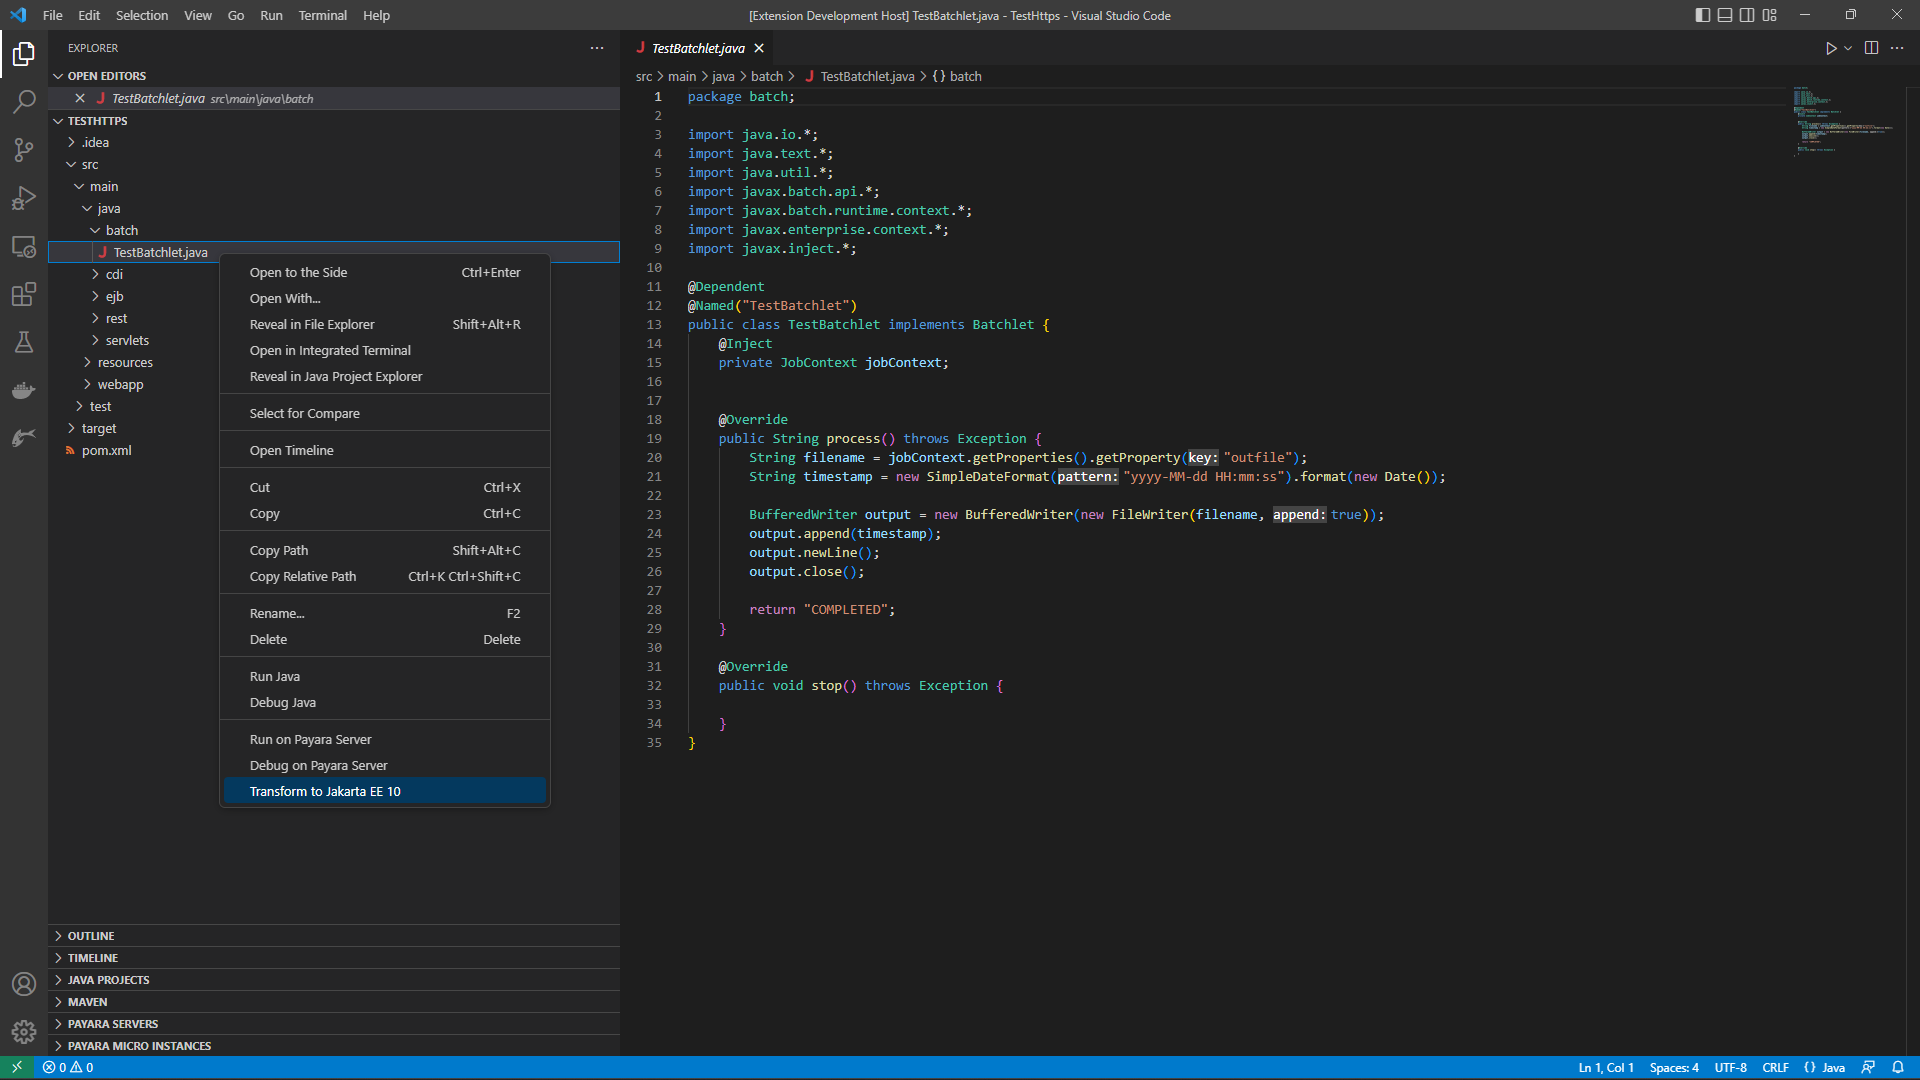 File Edit Selection View Go Run Terminal Help
[Extension Development Host] TestBatchlet.java - TestHttps - Visual Studio Code
EXPLORER
OPEN EDITORS
TestBatchlet.java src\main\java\batch
TESTHTTPS
.idea
src
main
java
batch
TestBatchlet.java
cdi
ejb
rest
servlets
resources
webapp
test
target
pom.xml
Open to the Side Ctrl+Enter
Open With...
Reveal in File Explorer Shift+Alt+R
Open in Integrated Terminal
Reveal in Java Project Explorer
Select for Compare
Open Timeline
Cut Ctrl+X
Copy Ctrl+C
Copy Path Shift+Alt+C
Copy Relative Path Ctrl+K Ctrl+Shift+C
Rename... F2
Delete Delete
Run Java
Debug Java
Run on Payara Server
Debug on Payara Server
Transform to Jakarta EE 10
OUTLINE
TIMELINE
JAVA PROJECTS
MAVEN
PAYARA SERVERS
PAYARA MICRO INSTANCES
J TestBatchlet.java
src > main > java > batch > J TestBatchlet.java > {} batch
1 package batch;
2
3 import java.io.*;
4 import java.text.*;
5 import java.util.*;
6 import javax.batch.api.*;
7 import javax.batch.runtime.context.*;
8 import javax.enterprise.context.*;
9 import javax.inject.*;
10
11 @Dependent
12 @Named("TestBatchlet")
13 public class TestBatchlet implements Batchlet {
14 @Inject
15 private JobContext jobContext;
16
17
18 @Override
19 public String process() throws Exception {
20 String filename = jobContext.getProperties().getProperty(key: "outfile");
21 String timestamp = new SimpleDateFormat(pattern: "yyyy-MM-dd HH:mm:ss").format(new Date());
22
23 BufferedWriter output = new BufferedWriter(new FileWriter(filename, append: true));
24 output.append(timestamp);
25 output.newLine();
26 output.close();
27
28 return "COMPLETED";
29 }
30
31 @Override
32 public void stop() throws Exception {
33
34 }
35 }
0 0
Ln 1, Col 1 Spaces: 4 UTF-8 CRLF {} Java